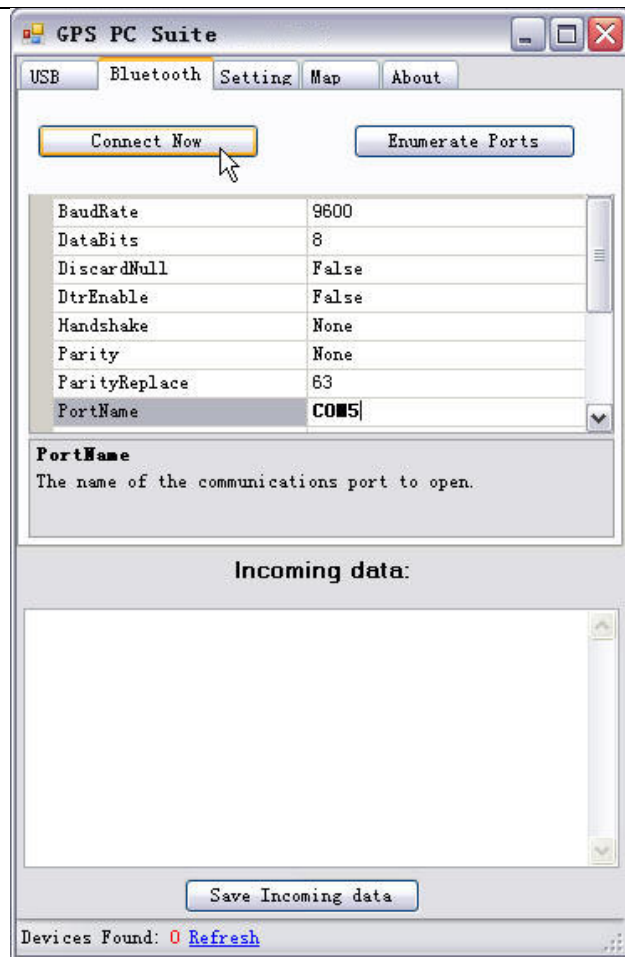 GPS PC Suite
USB Bluetooth Setting Map About
Connect Now Enumerate Ports
BaudRate 9600
DataBits 8
DiscardNull False
DtrEnable False
Handshake None
Parity None
ParityReplace 63
PortName COM5
PortName
The name of the communications port to open.
Incoming data:
Save Incoming data
Devices Found: 0 Refresh